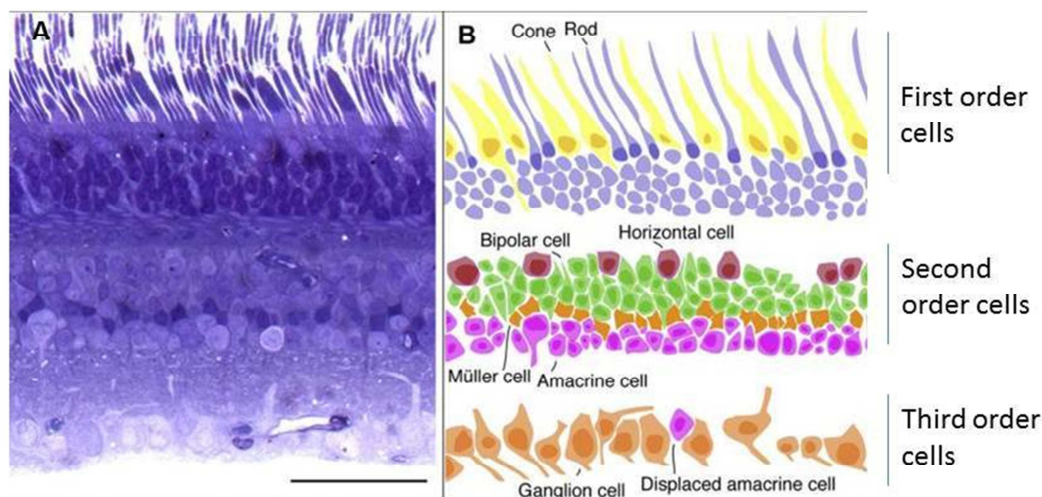 A
B
Cone Rod
First order
cells
Bipolar cell
Horizontal cell
Second
order cells
Müller cell Amacrine cell
Third order
cells
Ganglion cell
Displaced amacrine cell